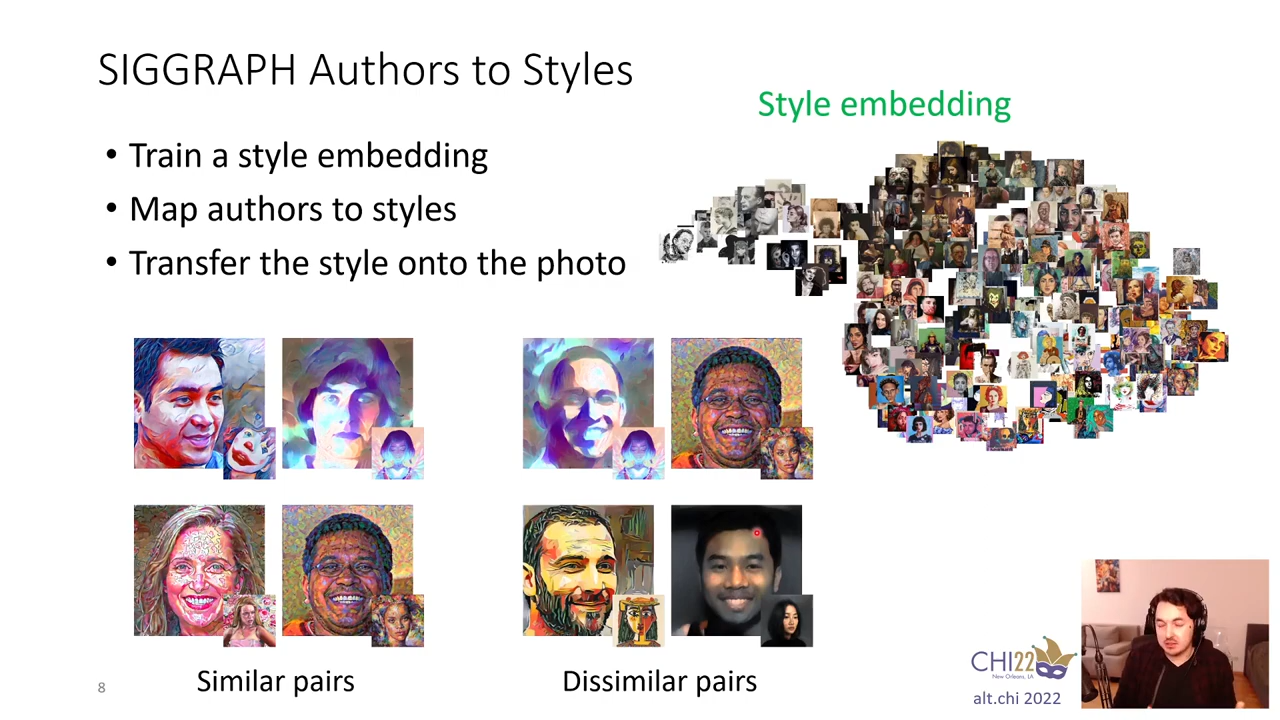 SIGGRAPH Authors to Styles
Style embedding
• Train a style embedding
• Map authors to styles
• Transfer the style onto the photo
Similar pairs
Dissimilar pairs
8
CHI22
New Orleans, LA
alt.chi 2022